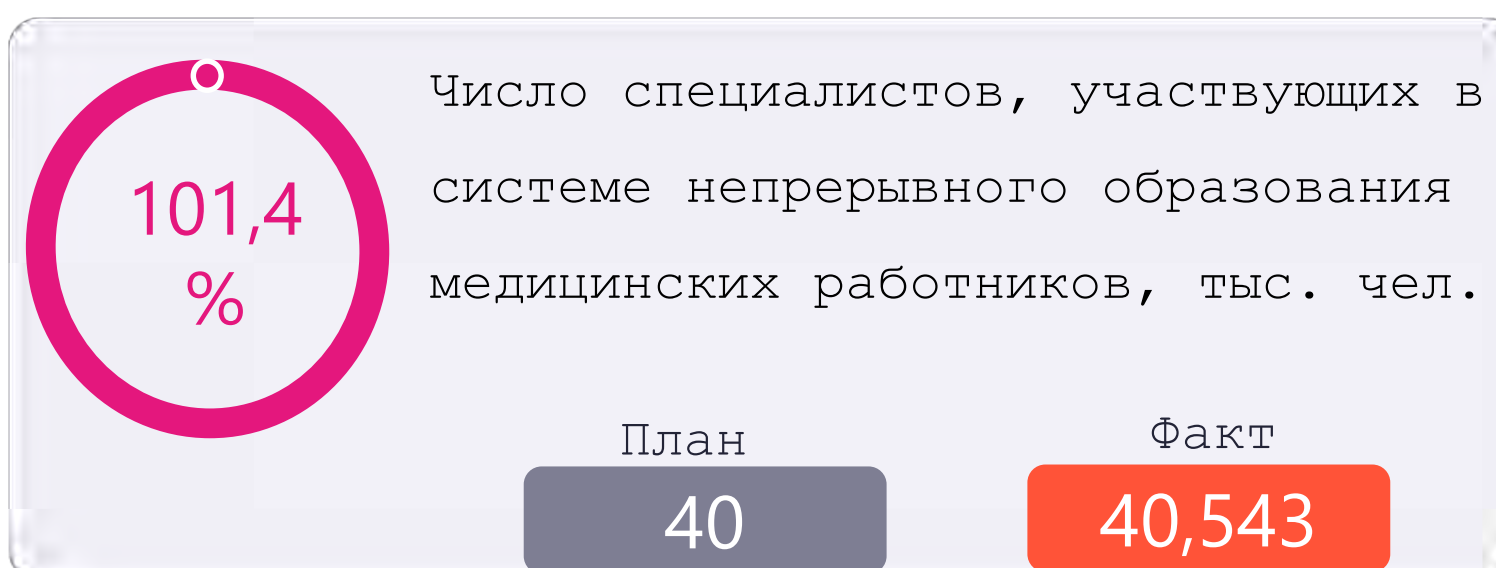 101,4
%
Число специалистов, участвующих в
системе непрерывного образования
медицинских работников, тыс. чел.
План
Факт
40
40,543